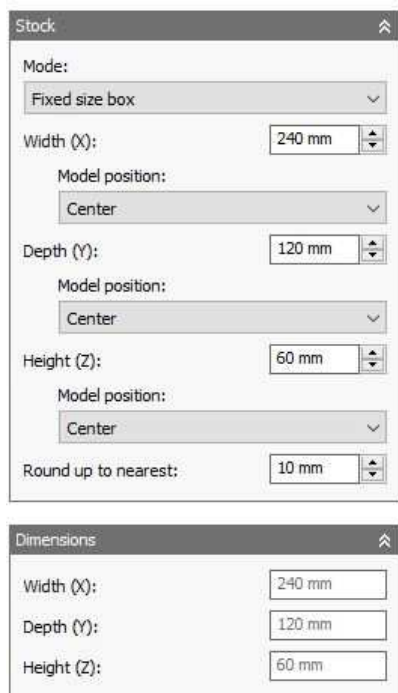 Stock
Mode:
Fixed size box
Width (X): 240 mm
Model position:
Center
Depth (Y): 120 mm
Model position:
Center
Height (Z): 60 mm
Model position:
Center
Round up to nearest: 10 mm
Dimensions
Width (X): 240 mm
Depth (Y): 120 mm
Height (Z): 60 mm